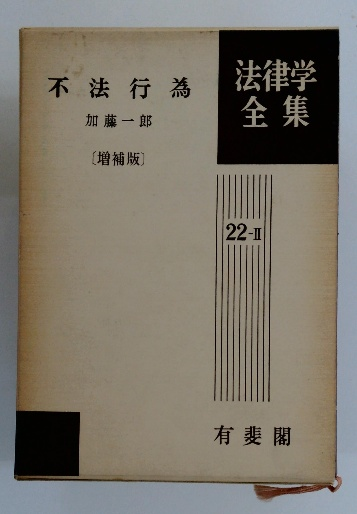 不法行為
加藤一郎
〔増補版〕
法律学
全集
22-II
有斐閣